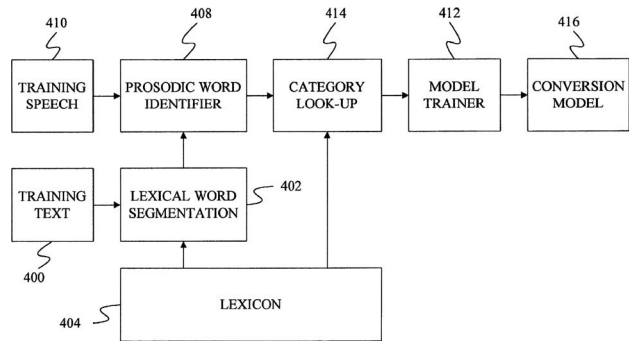 410
408
414
412
416
TRAINING
SPEECH
PROSODIC WORD
IDENTIFIER
CATEGORY
LOOK-UP
MODEL
TRAINER
CONVERSION
MODEL
TRAINING
TEXT
LEXICAL WORD
SEGMENTATION
402
400
LEXICON
404